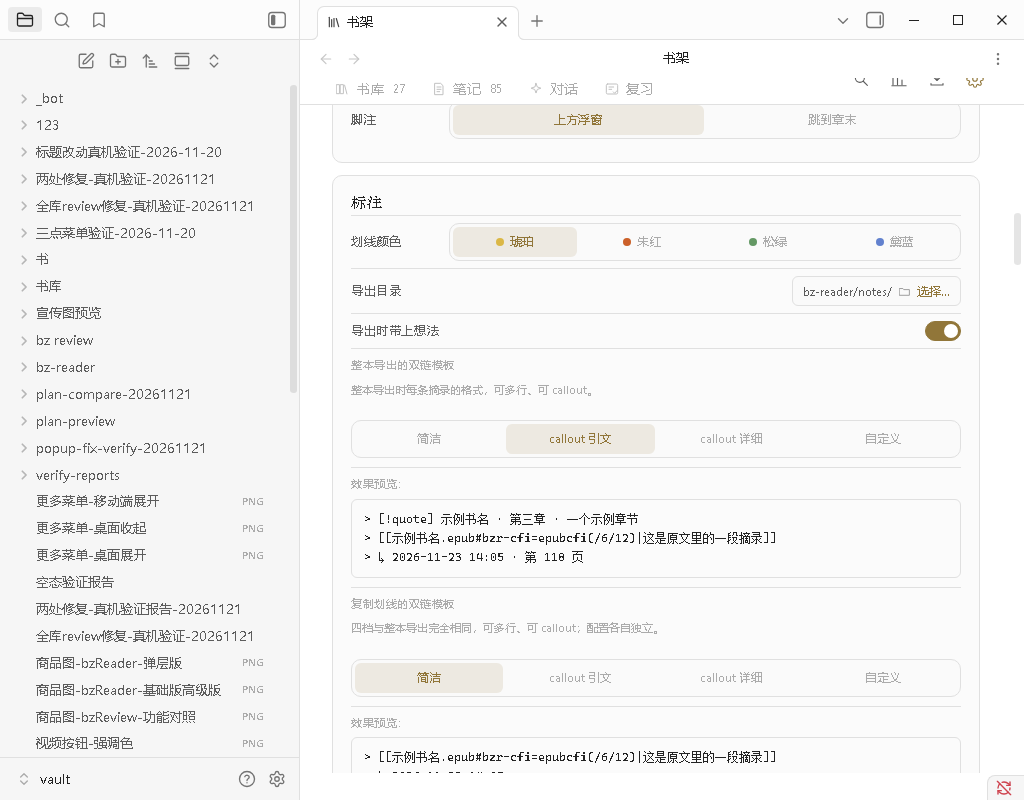 书架
书架
书库 27
笔记 85
对话
复习
_bot
123
标题改动真机验证-2026-11-20
两处修复-真机验证-20261121
全库review修复-真机验证-20261121
三点菜单验证-2026-11-20
书
书库
宣传图预览
bz review
bz-reader
plan-compare-20261121
plan-preview
popup-fix-verify-20261121
verify-reports
更多菜单-移动端展开 PNG
更多菜单-桌面收起 PNG
更多菜单-桌面展开 PNG
空态验证报告
两处修复-真机验证报告-20261121
全库review修复-真机验证-20261121
商品图-bzReader-弹层版 PNG
商品图-bzReader-基础版高级版 PNG
商品图-bzReview-功能对照 PNG
视频按钮-强调色 PNG
vault
脚注 上方浮窗 跳到章末
标注
划线颜色 琥珀 朱红 松绿 黛蓝
导出目录 bz-reader/notes/ 选择...
导出时带上想法
整本导出的双链模板
整本导出时每条摘录的格式，可多行、可 callout。
简洁 callout 引文 callout 详细 自定义
效果预览:
> [!quote] 示例书名 · 第三章 · 一个示例章节
> [[示例书名.epub#bzr-cfi=epubcfi(/6/12)|这是原文里的一段摘录]]
> ↳ 2026-11-23 14:05 · 第 118 页
复制划线的双链模板
四档与整本导出完全相同，可多行、可 callout；配置各自独立。
简洁 callout 引文 callout 详细 自定义
效果预览:
> [[示例书名.epub#bzr-cfi=epubcfi(/6/12)|这是原文里的一段摘录]]